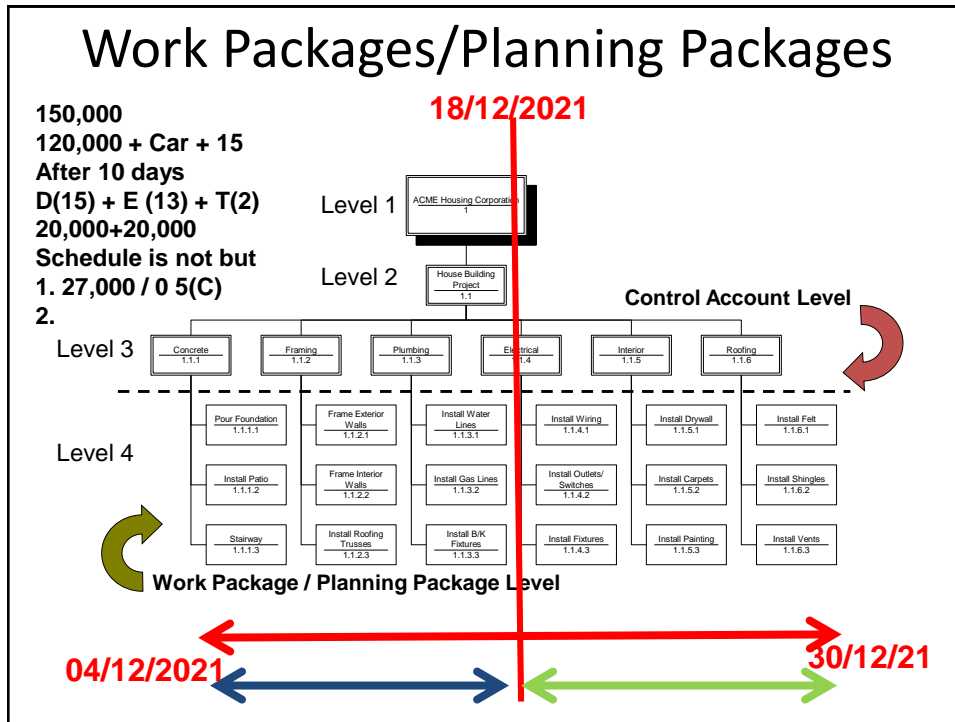 Work Packages/Planning Packages
18/12/2021
150,000
120,000 + Car + 15
After 10 days
D(15) + E (13) + T(2)
20,000+20,000
Schedule is not but
1. 27,000 / 0 5(C)
2.
Level 1
ACME Housing Corporation
1
Level 2
House Building
Project
1.1
Control Account Level
Level 3
Concrete
1.1.1
Framing
1.1.2
Plumbing
1.1.3
Electrical
1.1.4
Interior
1.1.5
Roofing
1.1.6
Level 4
Pour Foundation
1.1.1.1
Frame Exterior
Walls
1.1.2.1
Install Water
Lines
1.1.3.1
Install Wiring
1.1.4.1
Install Drywall
1.1.5.1
Install Felt
1.1.6.1
Install Patio
1.1.1.2
Frame Interior
Walls
1.1.2.2
Install Gas Lines
1.1.3.2
Install Outlets/
Switches
1.1.4.2
Install Carpets
1.1.5.2
Install Shingles
1.1.6.2
Stairway
1.1.1.3
Install Roofing
Trusses
1.1.2.3
Install B/K
Fixtures
1.1.3.3
Install Fixtures
1.1.4.3
Install Painting
1.1.5.3
Install Vents
1.1.6.3
Work Package / Planning Package Level
04/12/2021
30/12/21